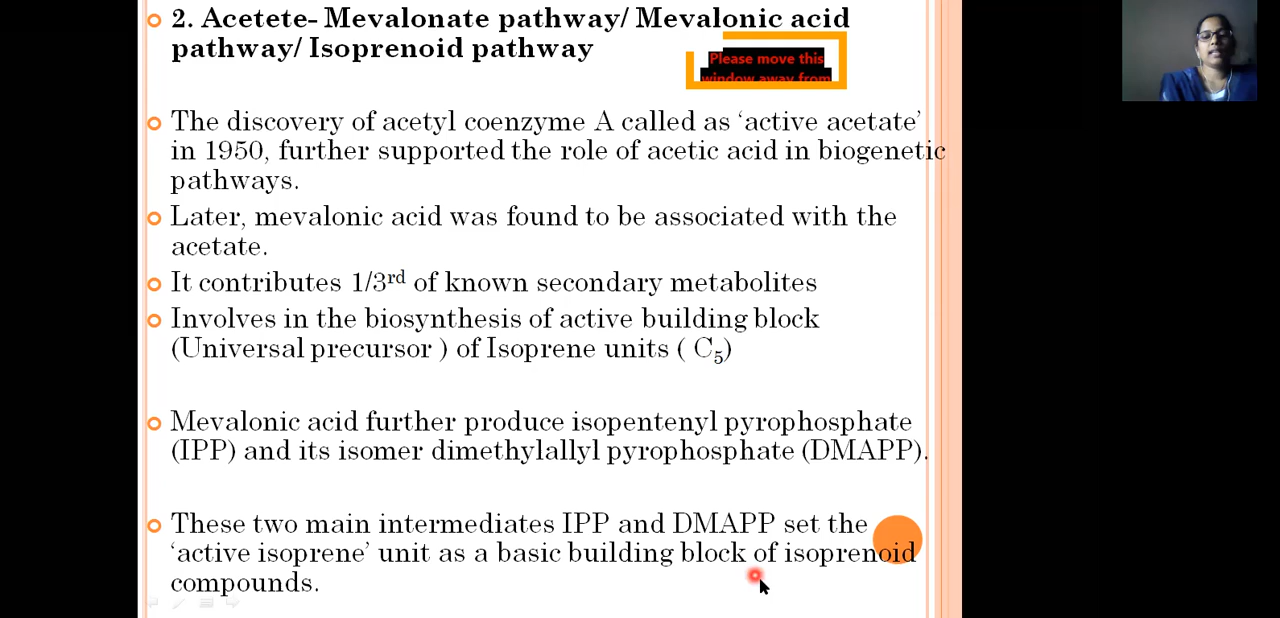 2. Acetete- Mevalonate pathway/ Mevalonic acid
pathway/ Isoprenoid pathway
Please move this
window away from
The discovery of acetyl coenzyme A called as ‘active acetate’
in 1950, further supported the role of acetic acid in biogenetic
pathways.
Later, mevalonic acid was found to be associated with the
acetate.
It contributes 1/3rd of known secondary metabolites
Involves in the biosynthesis of active building block
(Universal precursor ) of Isoprene units ( C5)
Mevalonic acid further produce isopentenyl pyrophosphate
(IPP) and its isomer dimethylallyl pyrophosphate (DMAPP).
These two main intermediates IPP and DMAPP set the
‘active isoprene’ unit as a basic building block of isoprenoid
compounds.